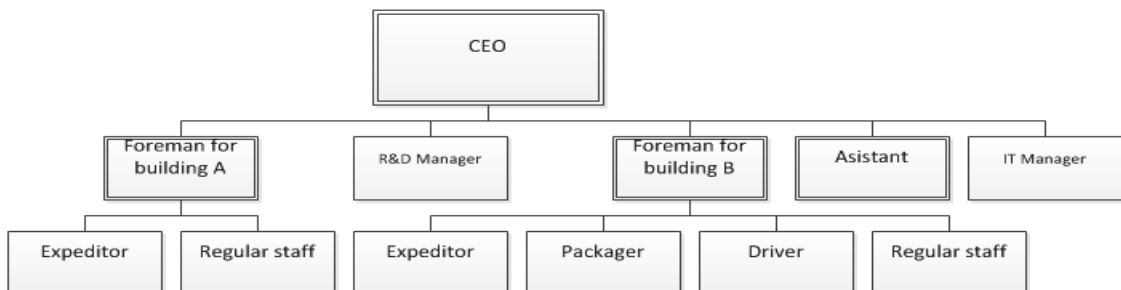 CEO
Foreman for
building A
R&D Manager
Foreman for
building B
Asistant
IT Manager
Expeditor
Regular staff
Expeditor
Packager
Driver
Regular staff